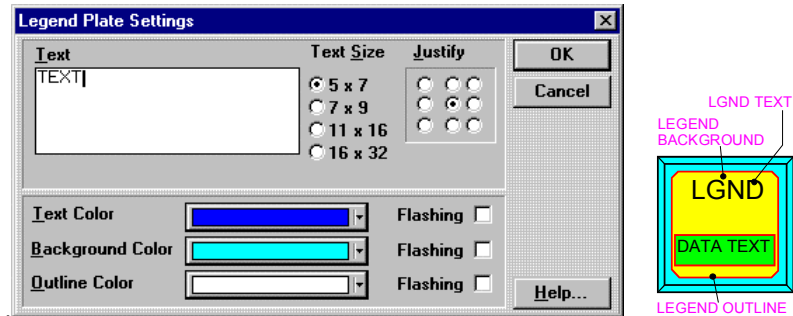 Legend Plate Settings
Text
TEXT
Text Size
5 x 7
7 x 9
11 x 16
16 x 32
Justify
OK
Cancel
Text Color
Flashing
Background Color
Flashing
Outline Color
Flashing
Help...
LGND TEXT
LEGEND
BACKGROUND
LGND
DATA TEXT
LEGEND OUTLINE